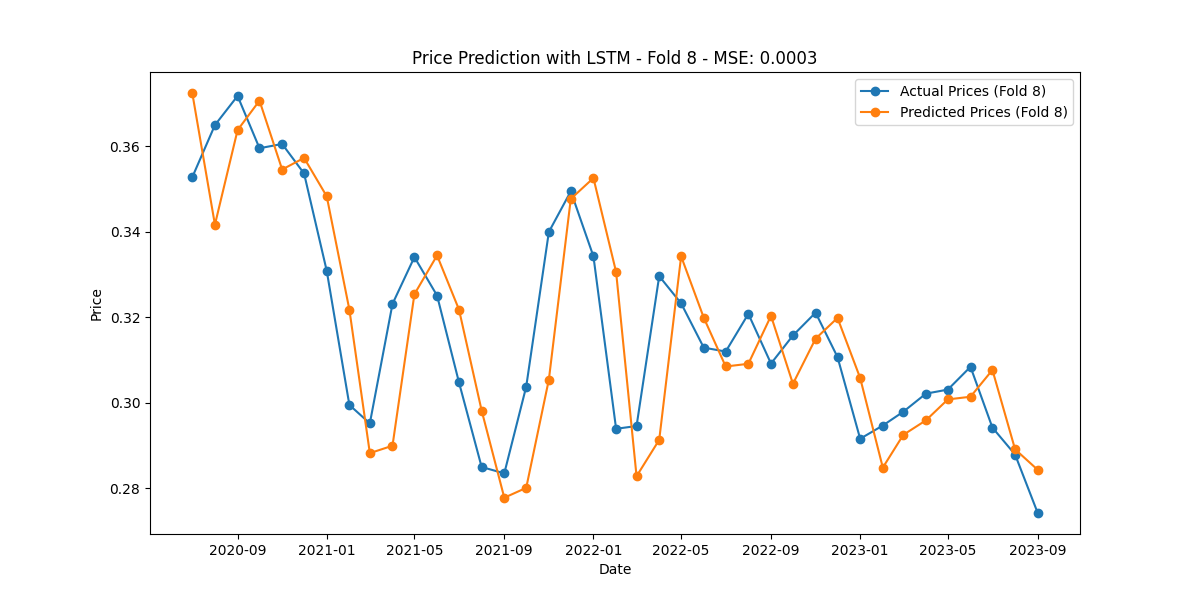 Price Prediction with LSTM - Fold 8 - MSE: 0.0003
Actual Prices (Fold 8)
Predicted Prices (Fold 8)
Price
0.36
0.34
0.32
0.30
0.28
2020-09 2021-01 2021-05 2021-09 2022-01 2022-05 2022-09 2023-01 2023-05 2023-09
Date